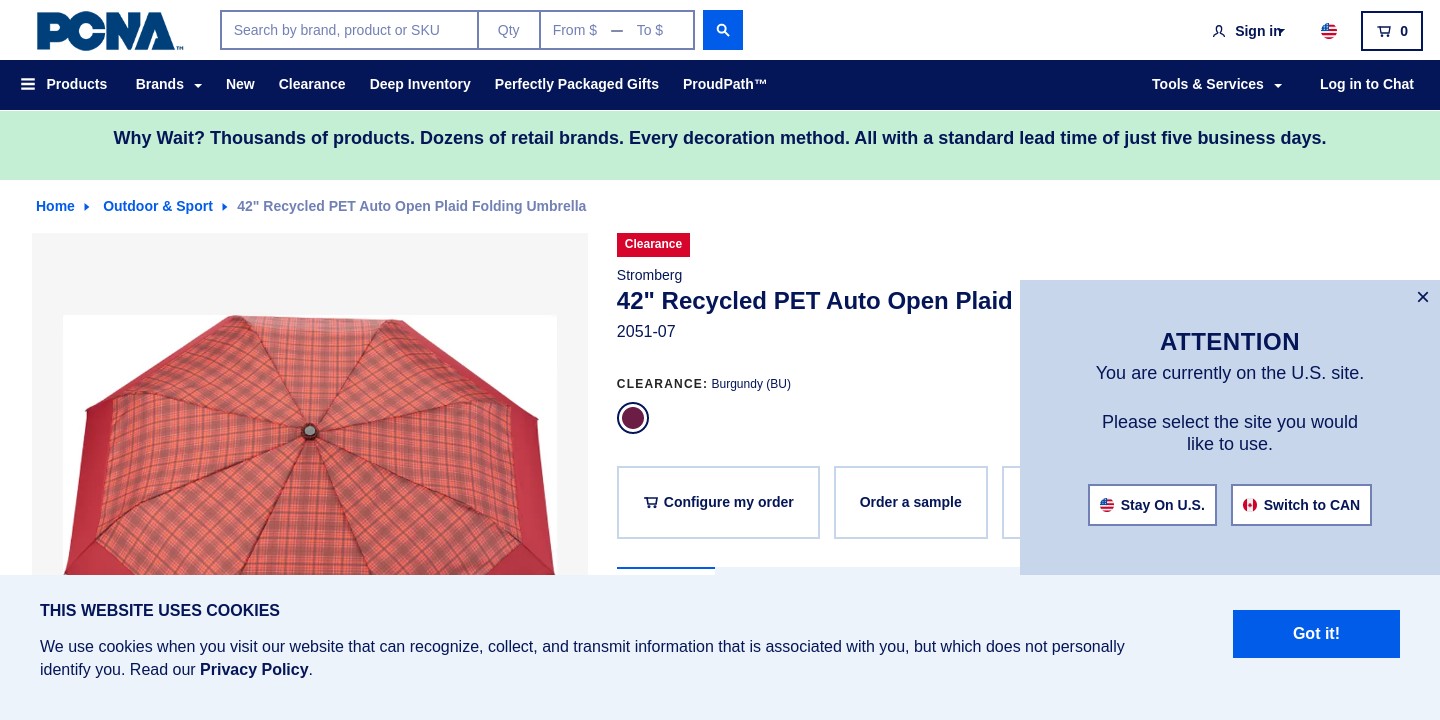 PCNA™
Search by brand, product or SKU
Qty
From $ — To $
Sign in
0
Products
Brands
New
Clearance
Deep Inventory
Perfectly Packaged Gifts
ProudPath™
Tools & Services
Log in to Chat
Why Wait? Thousands of products. Dozens of retail brands. Every decoration method. All with a standard lead time of just five business days.
Home
Outdoor & Sport
42" Recycled PET Auto Open Plaid Folding Umbrella
Clearance
Stromberg
42" Recycled PET Auto Open Plaid
2051-07
CLEARANCE: Burgundy (BU)
Configure my order
Order a sample
×
ATTENTION
You are currently on the U.S. site.
Please select the site you would
like to use.
Stay On U.S.
Switch to CAN
THIS WEBSITE USES COOKIES
We use cookies when you visit our website that can recognize, collect, and transmit information that is associated with you, but which does not personally
identify you. Read our Privacy Policy.
Got it!